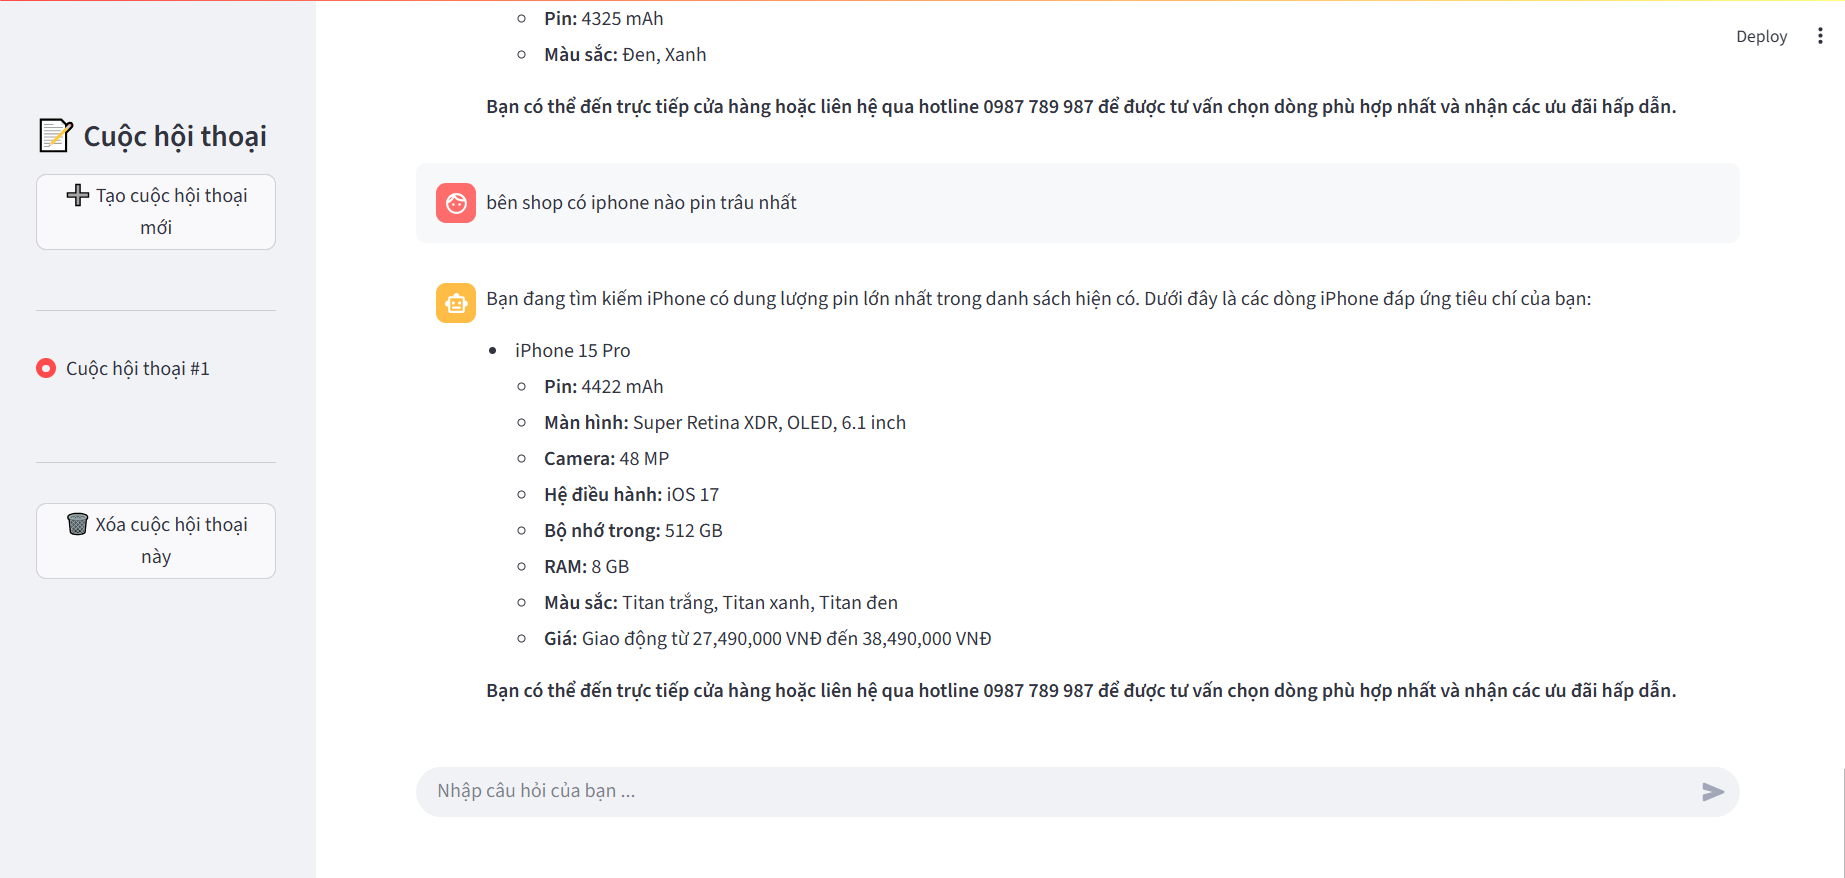 Deploy
Cuộc hội thoại
Tạo cuộc hội thoại
mới
Cuộc hội thoại #1
Xóa cuộc hội thoại
này
Pin: 4325 mAh
Màu sắc: Đen, Xanh
Bạn có thể đến trực tiếp cửa hàng hoặc liên hệ qua hotline 0987 789 987 để được tư vấn chọn dòng phù hợp nhất và nhận các ưu đãi hấp dẫn.
bên shop có iphone nào pin trâu nhất
Bạn đang tìm kiếm iPhone có dung lượng pin lớn nhất trong danh sách hiện có. Dưới đây là các dòng iPhone đáp ứng tiêu chí của bạn:
iPhone 15 Pro
Pin: 4422 mAh
Màn hình: Super Retina XDR, OLED, 6.1 inch
Camera: 48 MP
Hệ điều hành: iOS 17
Bộ nhớ trong: 512 GB
RAM: 8 GB
Màu sắc: Titan trắng, Titan xanh, Titan đen
Giá: Giao động từ 27,490,000 VNĐ đến 38,490,000 VNĐ
Bạn có thể đến trực tiếp cửa hàng hoặc liên hệ qua hotline 0987 789 987 để được tư vấn chọn dòng phù hợp nhất và nhận các ưu đãi hấp dẫn.
Nhập câu hỏi của bạn ...